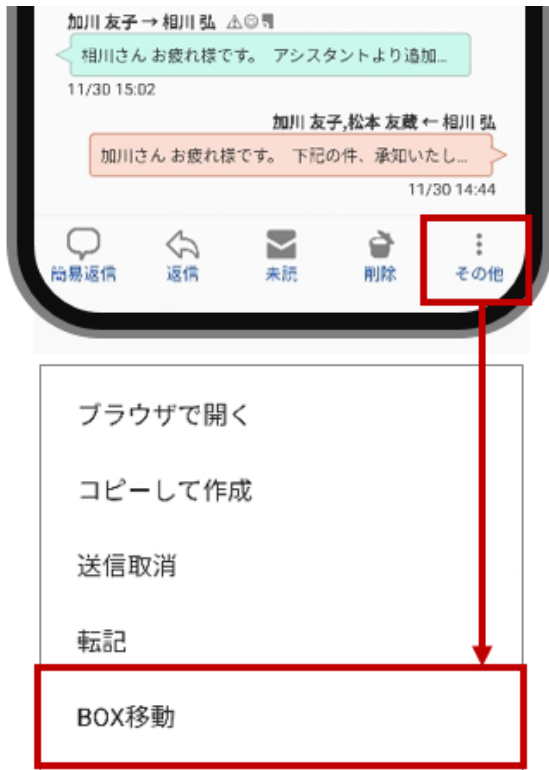 加川 友子 → 相川 弘
相川さん お疲れ様です。 アシスタントより追加...
11/30 15:02
加川 友子,松本 友蔵 ← 相川 弘
加川さん お疲れ様です。 下記の件、承知いたし...
11/30 14:44
簡易返信 返信 未読 削除 その他
ブラウザで開く
コピーして作成
送信取消
転記
BOX移動